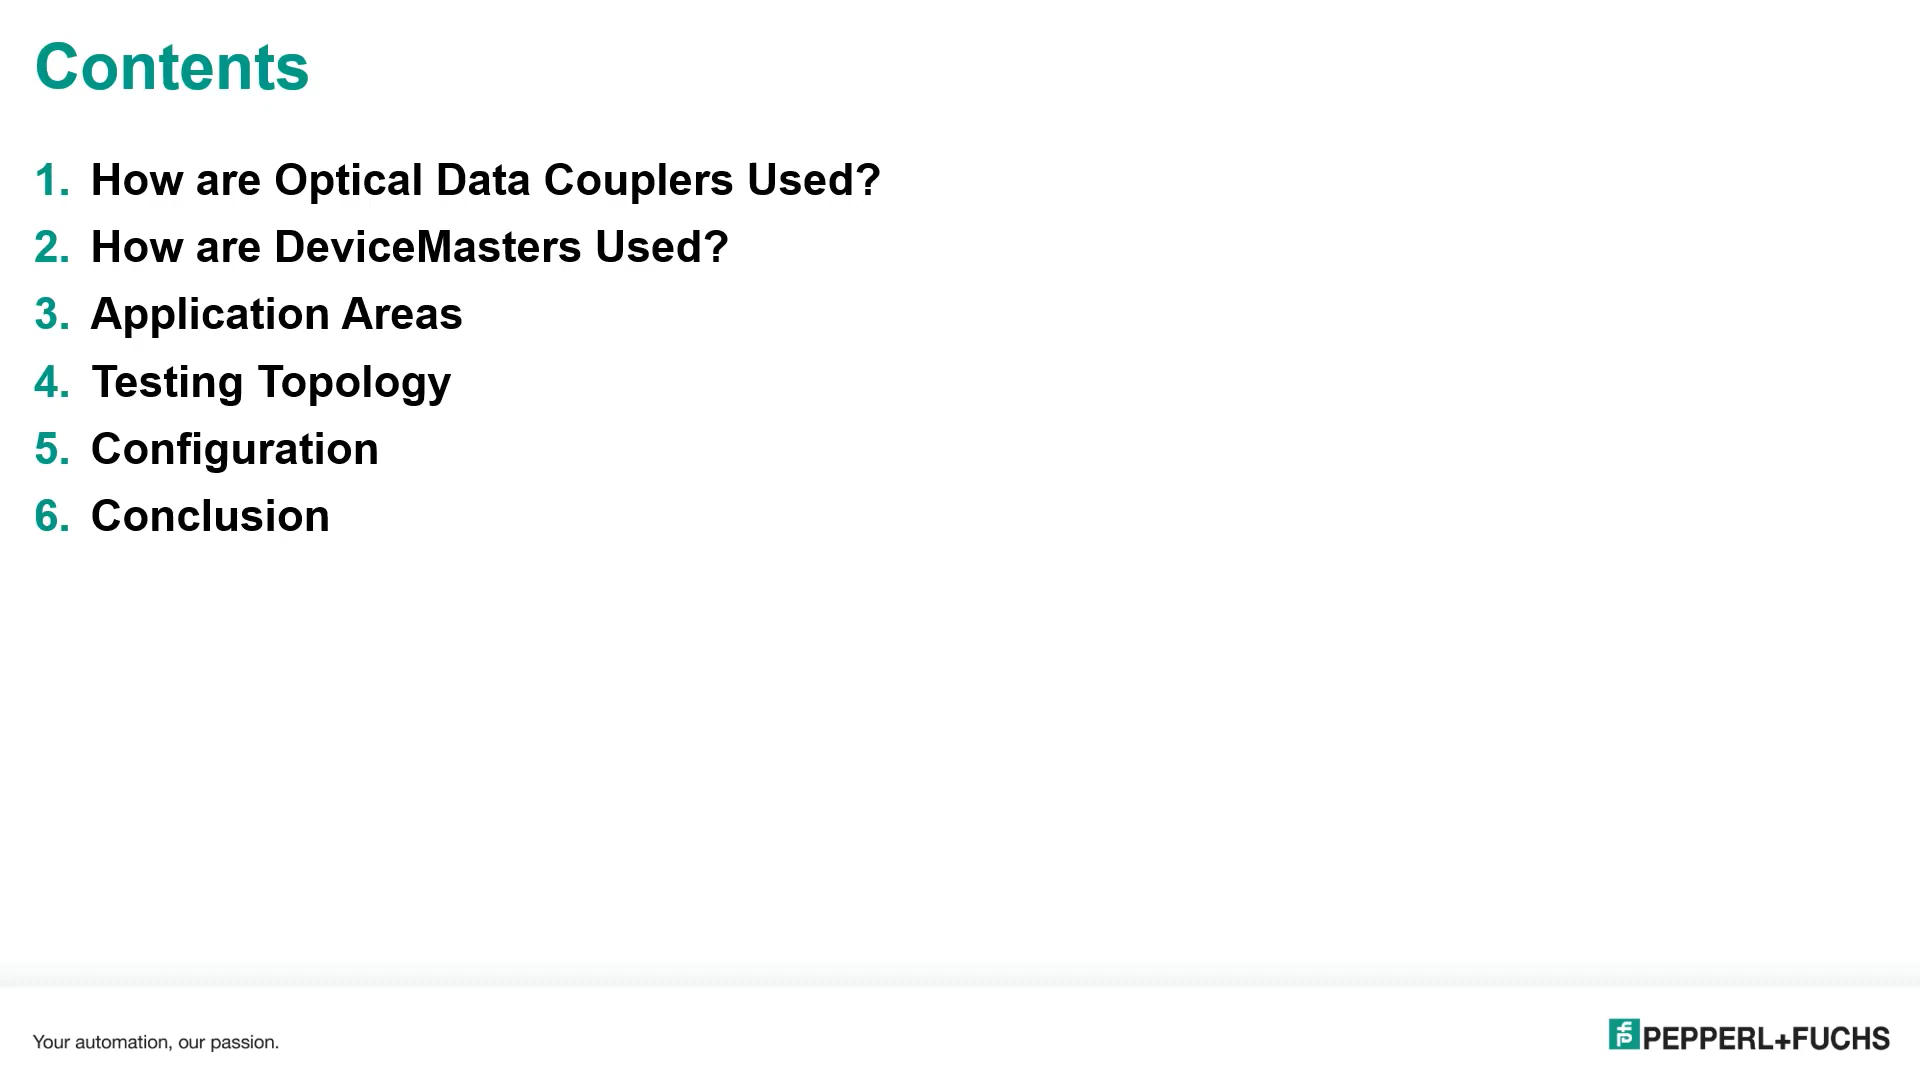 Contents
1. How are Optical Data Couplers Used?
2. How are DeviceMasters Used?
3. Application Areas
4. Testing Topology
5. Configuration
6. Conclusion
Your automation, our passion.
PEPPERL+FUCHS